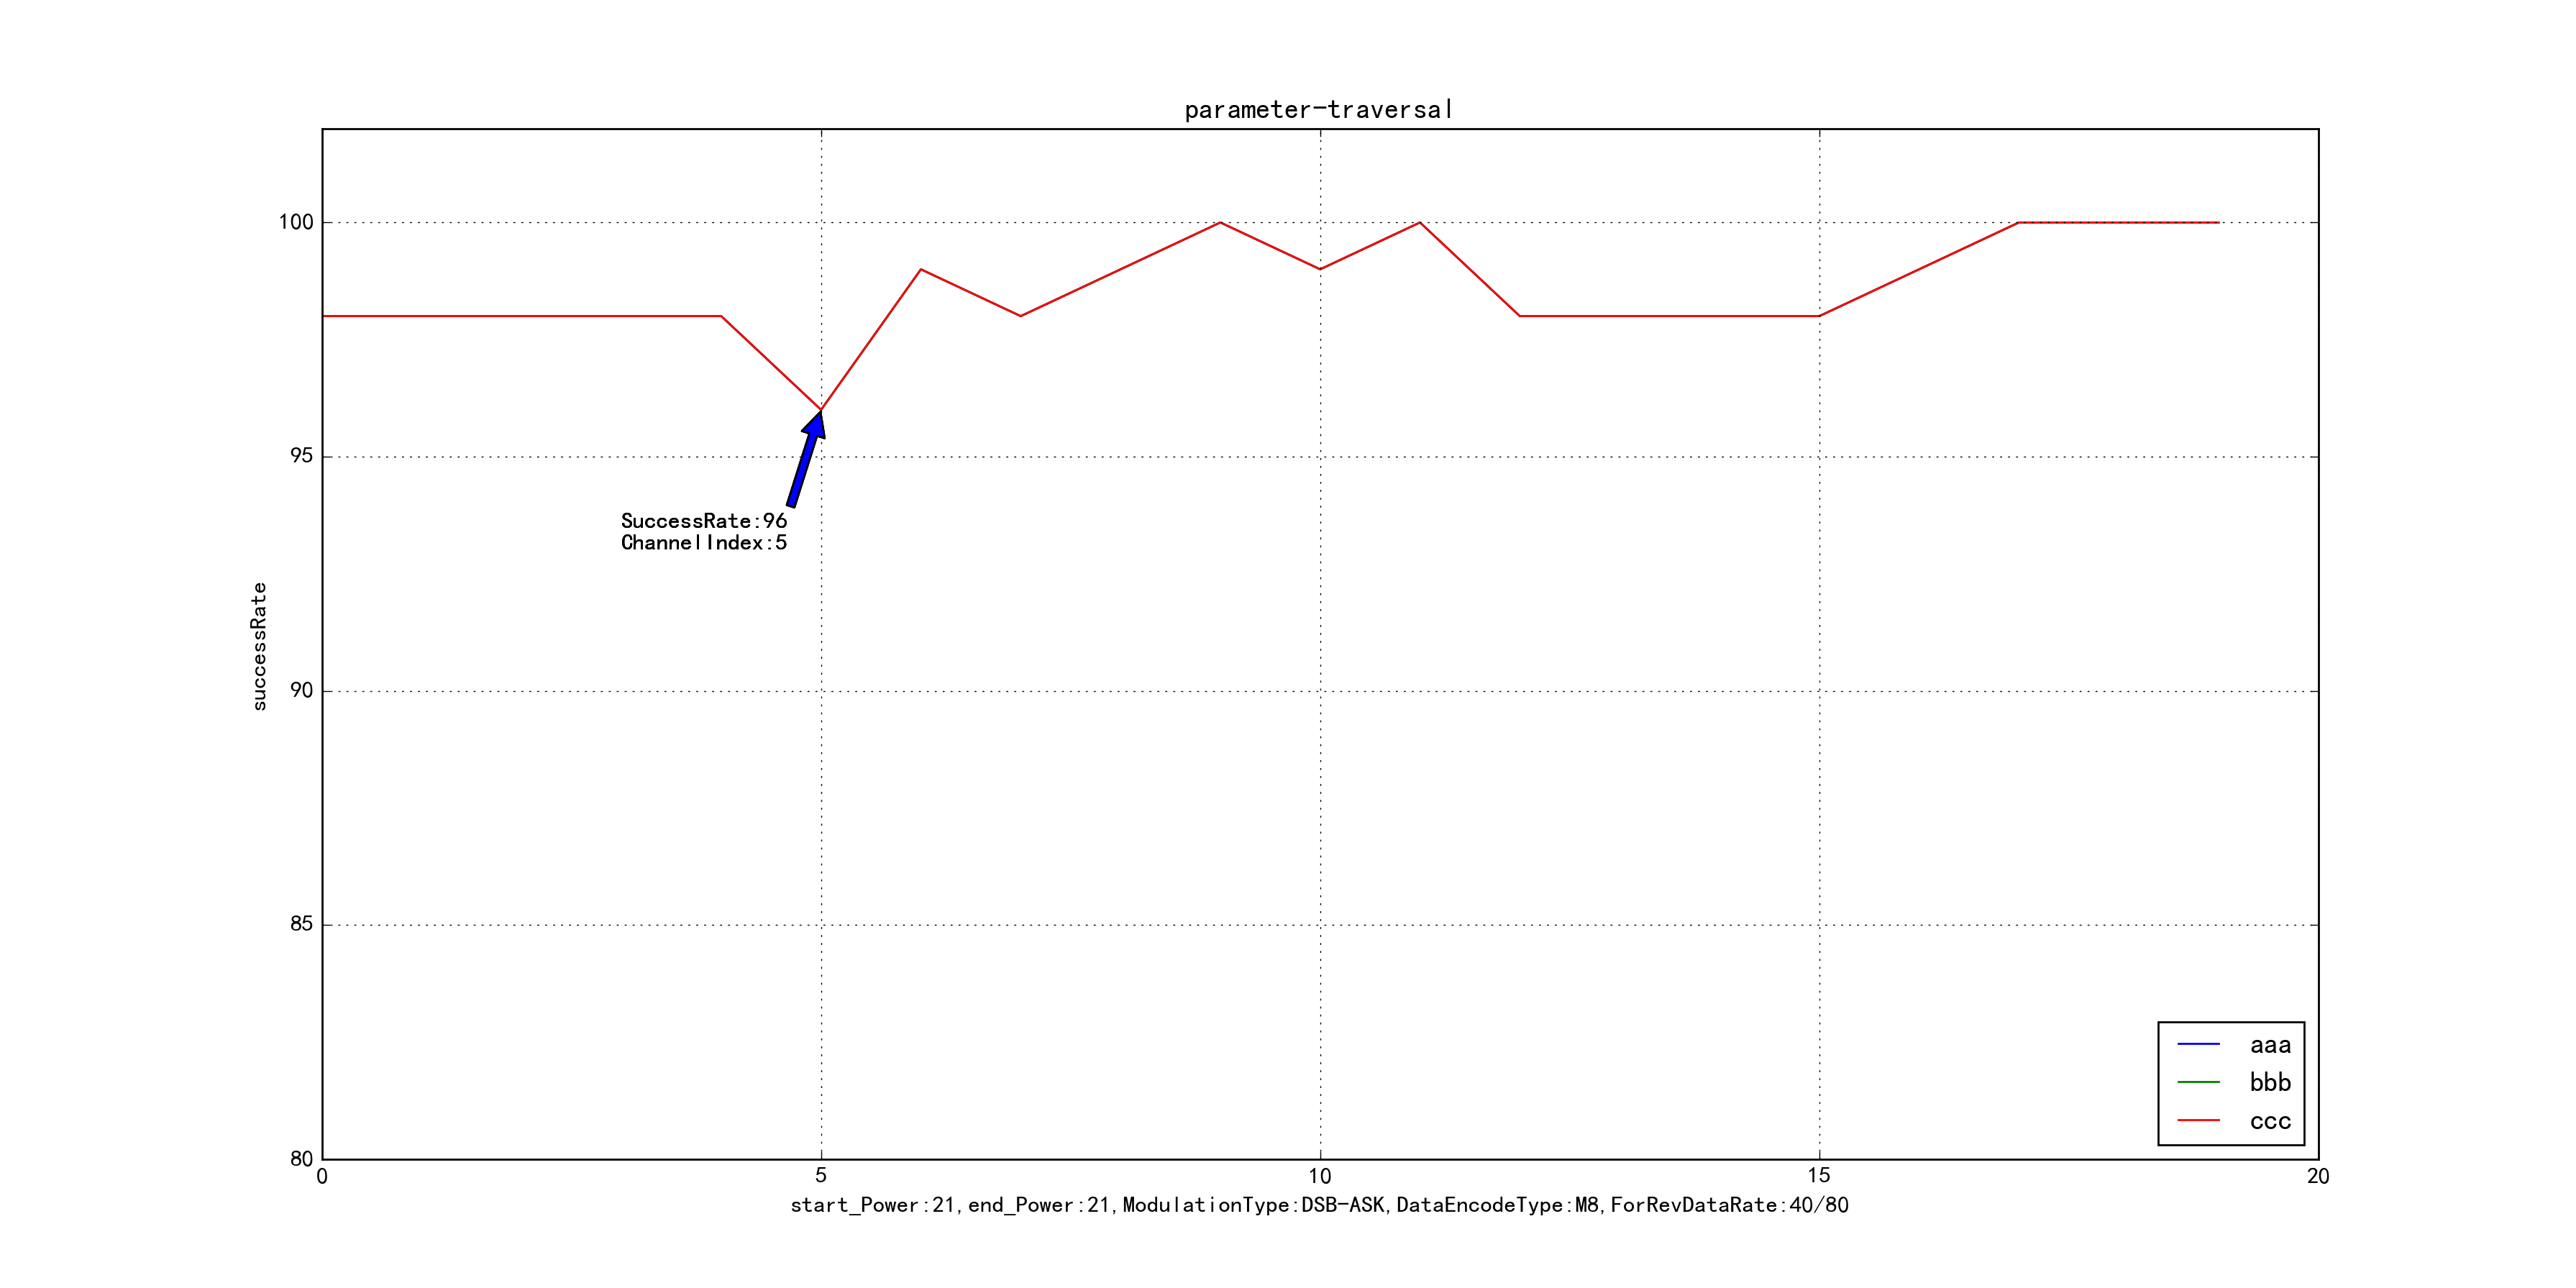 parameter-traversal
100
95
90
85
80
successRate
SuccessRate:96
ChannelIndex:5
aaa
bbb
ccc
0 5 10 15 20
start_Power:21,end_Power:21,ModulationType:DSB-ASK,DataEncodeType:M8,ForRevDataRate:40/80